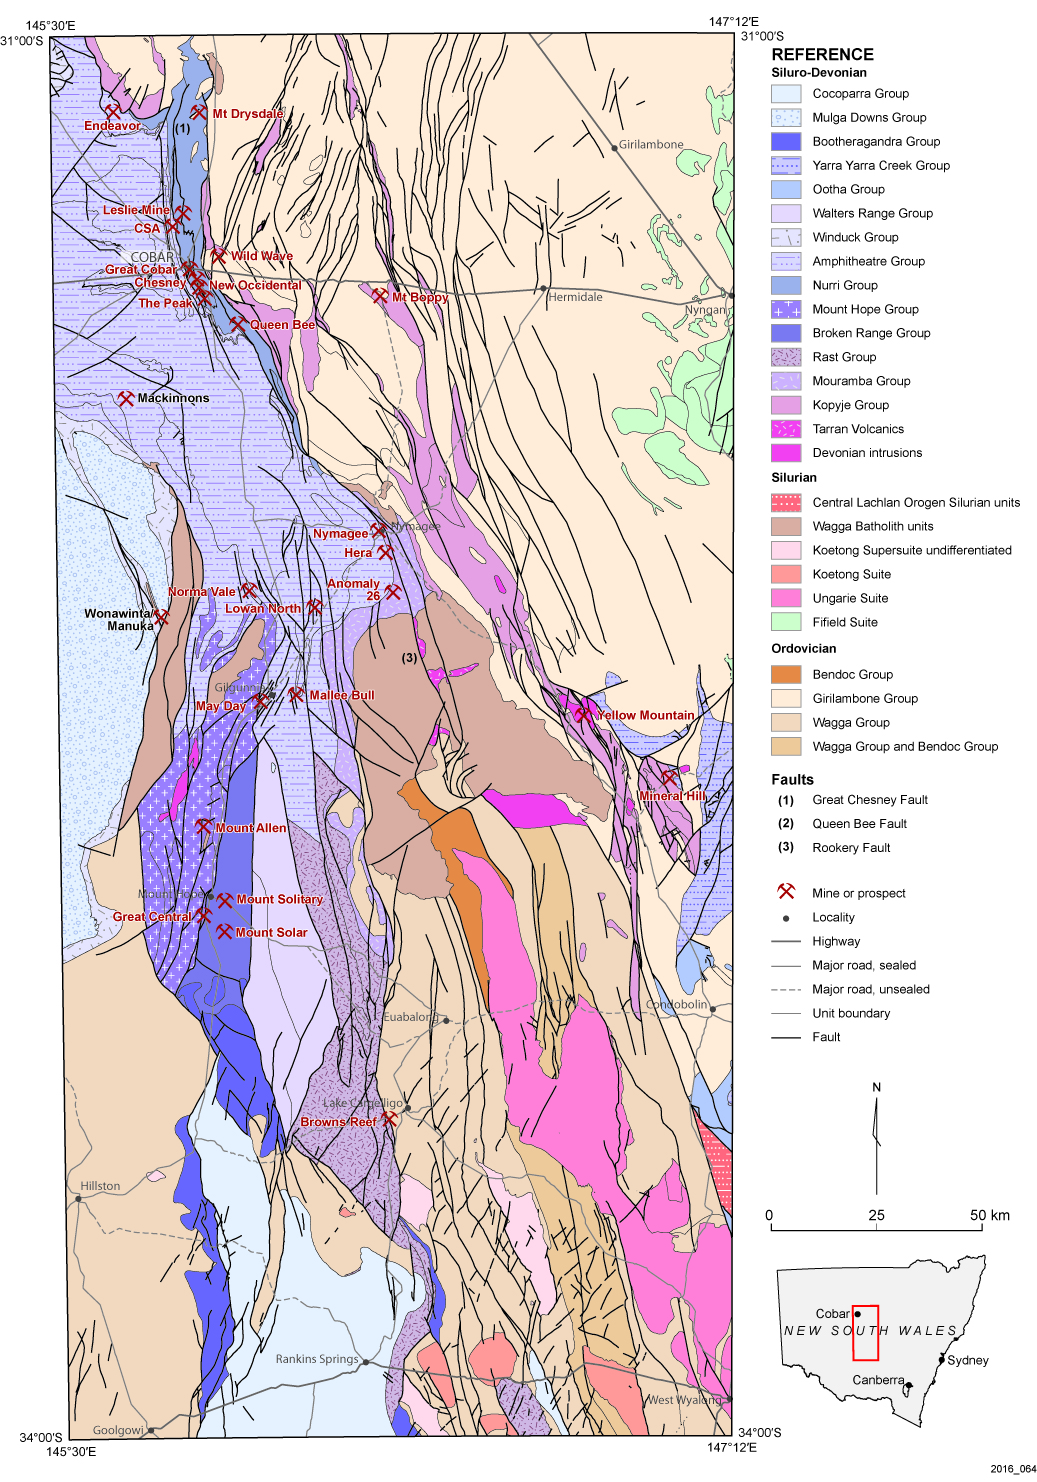 145°30′E
147°12′E
31°00′S
31°00′S
Endeavor
(1)
Mt Drysdale
Girilambone
Leslie Mine
CSA
COBAR
Wild Wave
Great Cobar
Chesney
New Occidental
The Peak
Mt Boppy
Hermidale
Nyngan
Queen Bee
Mackinnons
Nymagee
Nymagee
Hera
Anomaly
26
Norma Vale
Lowan North
Wonawinta/
Manuka
(3)
Gilgunnia
Mallee Bull
May Day
Yellow Mountain
Mineral Hill
Mount Allen
Mount Hope
Mount Solitary
Great Central
Mount Solar
Euabalong
Condobolin
Lake Cargelligo
Browns Reef
Hillston
Rankins Springs
West Wyalong
Goolgowi
34°00′S
145°30′E
34°00′S
147°12′E
REFERENCE
Siluro-Devonian
Cocoparra Group
Mulga Downs Group
Bootheragandra Group
Yarra Yarra Creek Group
Ootha Group
Walters Range Group
Winduck Group
Amphitheatre Group
Nurri Group
Mount Hope Group
Broken Range Group
Rast Group
Mouramba Group
Kopyje Group
Tarran Volcanics
Devonian intrusions
Silurian
Central Lachlan Orogen Silurian units
Wagga Batholith units
Koetong Supersuite undifferentiated
Koetong Suite
Ungarie Suite
Fifield Suite
Ordovician
Bendoc Group
Girilambone Group
Wagga Group
Wagga Group and Bendoc Group
Faults
(1) Great Chesney Fault
(2) Queen Bee Fault
(3) Rookery Fault
Mine or prospect
Locality
Highway
Major road, sealed
Major road, unsealed
Unit boundary
Fault
N
0 25 50 km
Cobar
NEW SOUTH WALES
Sydney
Canberra
2016_064